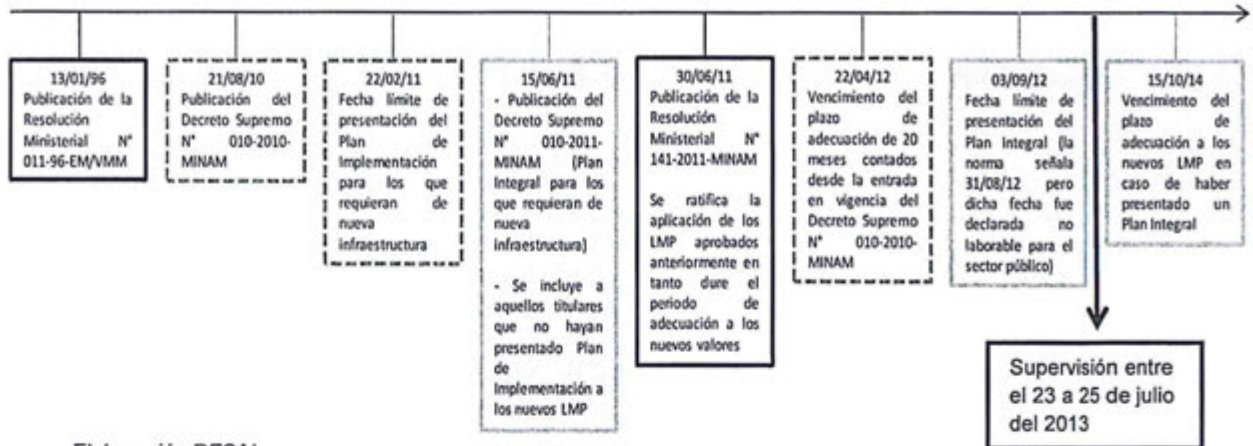 13/01/96
Publicación de la
Resolución
Ministerial N°
011-96-EM/VMM
21/08/10
Publicación del
Decreto Supremo
N° 010-2010-
MINAM
22/02/11
Fecha límite de
presentación del
Plan de
Implementación
para los que
requieran de
nueva
infraestructura
15/06/11
- Publicación del
Decreto Supremo
N° 010-2011-
MINAM (Plan
Integral para los
que requieran de
nueva
infraestructura)
- Se incluye a
aquellos titulares
que no hayan
presentado Plan
de
Implementación a
los nuevos LMP
30/06/11
Publicación de la
Resolución
Ministerial N°
141-2011-MINAM
Se ratifica la
aplicación de los
LMP aprobados
anteriormente en
tanto dure el
periodo de
adecuación a los
nuevos valores
22/04/12
Vencimiento del
plazo de
adecuación de 20
meses contados
desde la entrada
en vigencia del
Decreto Supremo
N° 010-2010-
MINAM
03/09/12
Fecha límite de
presentación del
Plan Integral (la
norma señala
31/08/12 pero
dicha fecha fue
declarada no
laborable para el
sector público)
15/10/14
Vencimiento del
plazo de
adecuación a los
nuevos LMP en
caso de haber
presentado un
Plan Integral
Supervisión entre
el 23 a 25 de julio
del 2013